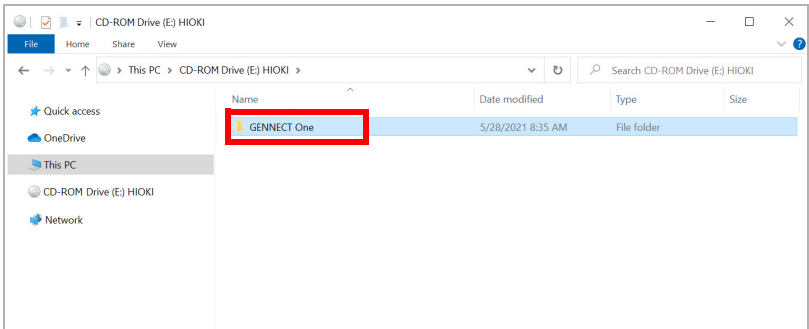 CD-ROM Drive (E:) HIOKI
File Home Share View
This PC > CD-ROM Drive (E:) HIOKI >
Search CD-ROM Drive (E:) HIOKI
Name Date modified Type Size
Quick access
GENNECT One 5/28/2021 8:35 AM File folder
OneDrive
This PC
CD-ROM Drive (E:) HIOKI
Network